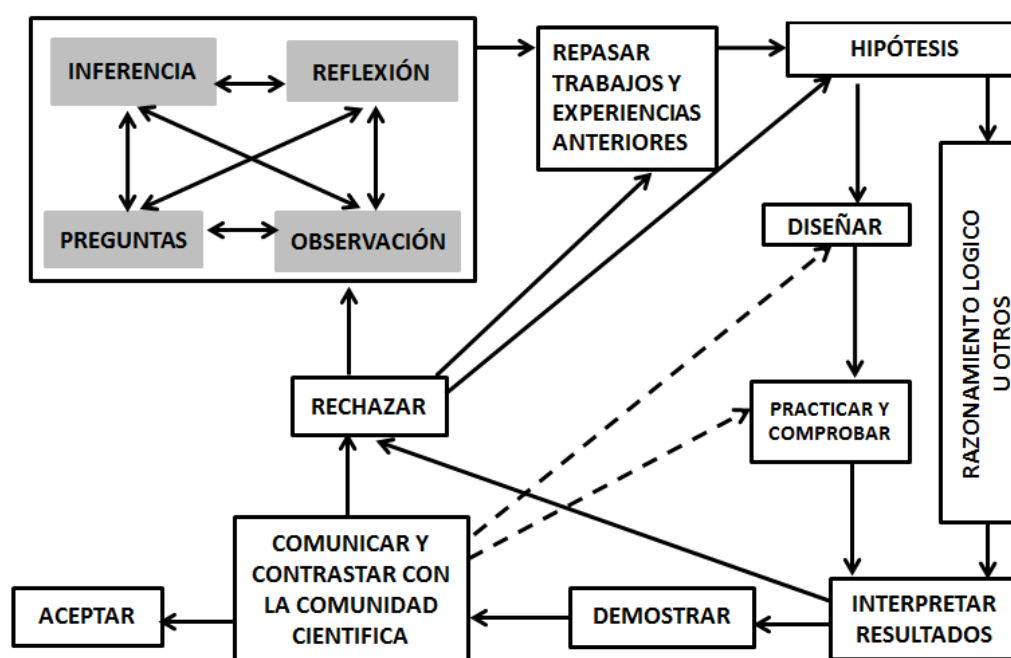 INFERENCIA
REFLEXIÓN
PREGUNTAS
OBSERVACIÓN
REPASAR
TRABAJOS Y
EXPERIENCIAS
ANTERIORES
HIPÓTESIS
DISEÑAR
RAZONAMIENTO LOGICO
U OTROS
PRACTICAR Y
COMPROBAR
RECHAZAR
COMUNICAR Y
CONTRASTAR CON
LA COMUNIDAD
CIENTIFICA
ACEPTAR
DEMOSTRAR
INTERPRETAR
RESULTADOS